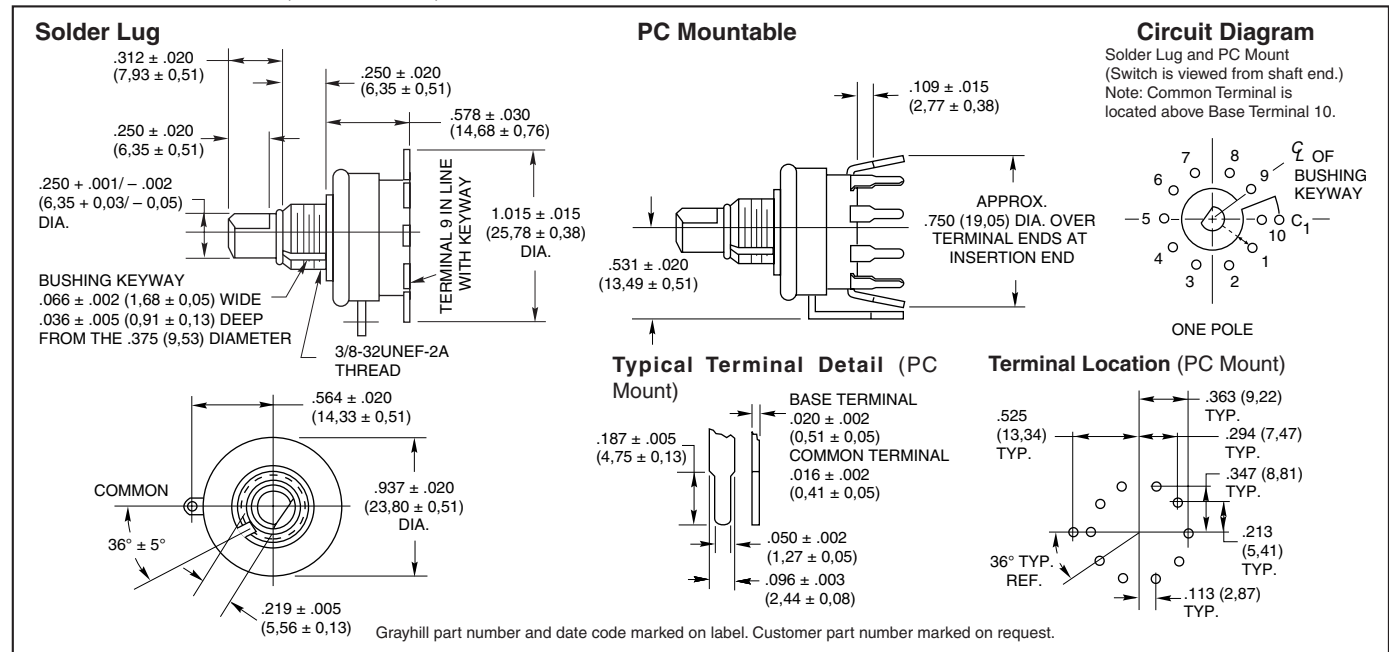 Solder Lug
.312 ± .020
(7,93 ± 0,51)
.250 ± .020
(6,35 ± 0,51)
.578 ± .030
(14,68 ± 0,76)
.250 ± .020
(6,35 ± 0,51)
.250 + .001/ – .002
(6,35 + 0,03/ – 0,05)
DIA.
1.015 ± .015
(25,78 ± 0,38)
DIA.
TERMINAL 9 IN LINE
WITH KEYWAY
BUSHING KEYWAY
.066 ± .002 (1,68 ± 0,05) WIDE
.036 ± .005 (0,91 ± 0,13) DEEP
FROM THE .375 (9,53) DIAMETER
3/8-32UNEF-2A
THREAD
.564 ± .020
(14,33 ± 0,51)
COMMON
.937 ± .020
(23,80 ± 0,51)
DIA.
36° ± 5°
.219 ± .005
(5,56 ± 0,13)
PC Mountable
.109 ± .015
(2,77 ± 0,38)
APPROX.
.750 (19,05) DIA. OVER
TERMINAL ENDS AT
INSERTION END
.531 ± .020
(13,49 ± 0,51)
Typical Terminal Detail (PC
Mount)
BASE TERMINAL
.020 ± .002
(0,51 ± 0,05)
COMMON TERMINAL
.016 ± .002
(0,41 ± 0,05)
.187 ± .005
(4,75 ± 0,13)
.050 ± .002
(1,27 ± 0,05)
.096 ± .003
(2,44 ± 0,08)
Circuit Diagram
Solder Lug and PC Mount
(Switch is viewed from shaft end.)
Note: Common Terminal is
located above Base Terminal 10.
℄ OF
BUSHING
KEYWAY
7 8
6 9
5 10 C1
4 1
3 2
ONE POLE
Terminal Location (PC Mount)
.363 (9,22)
TYP.
.525
(13,34)
TYP.
.294 (7,47)
TYP.
.347 (8,81)
TYP.
.213
(5,41)
TYP.
36° TYP.
REF.
.113 (2,87)
TYP.
Grayhill part number and date code marked on label. Customer part number marked on request.